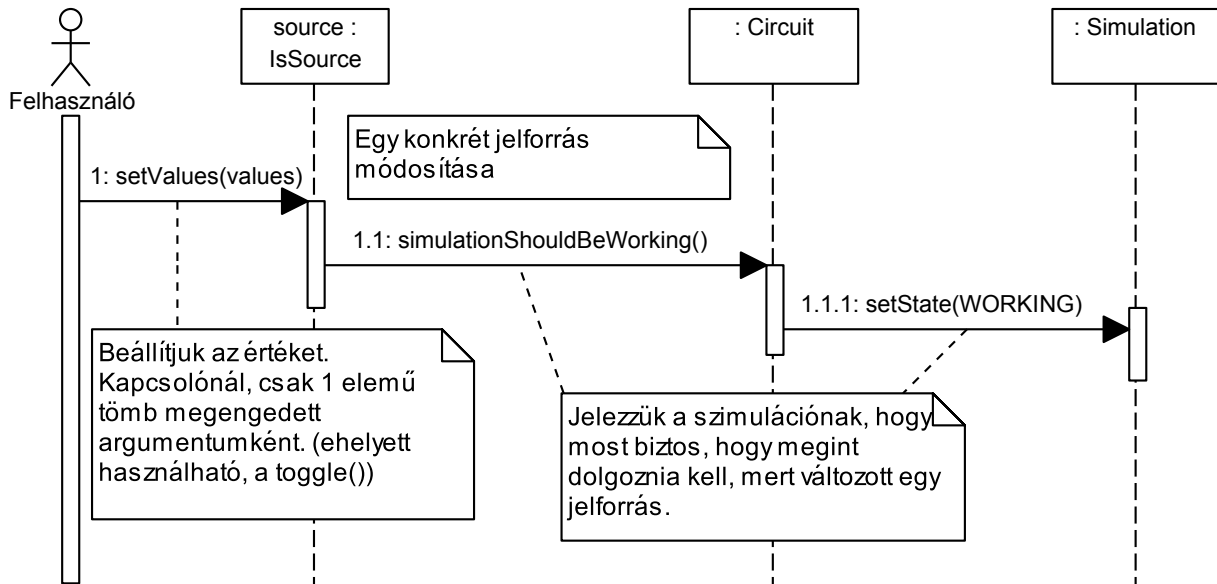 source :
IsSource
: Circuit
: Simulation
Felhasználó
Egy konkrét jelforrás
módosítása
1: setValues(values)
1.1: simulationShouldBeWorking()
1.1.1: setState(WORKING)
Beállítjuk az értéket.
Kapcsolónál, csak 1 elemű
tömb megengedett
argumentumként. (ehelyett
használható, a toggle())
Jelezzük a szimulációnak, hogy
most biztos, hogy megint
dolgoznia kell, mert változott egy
jelforrás.